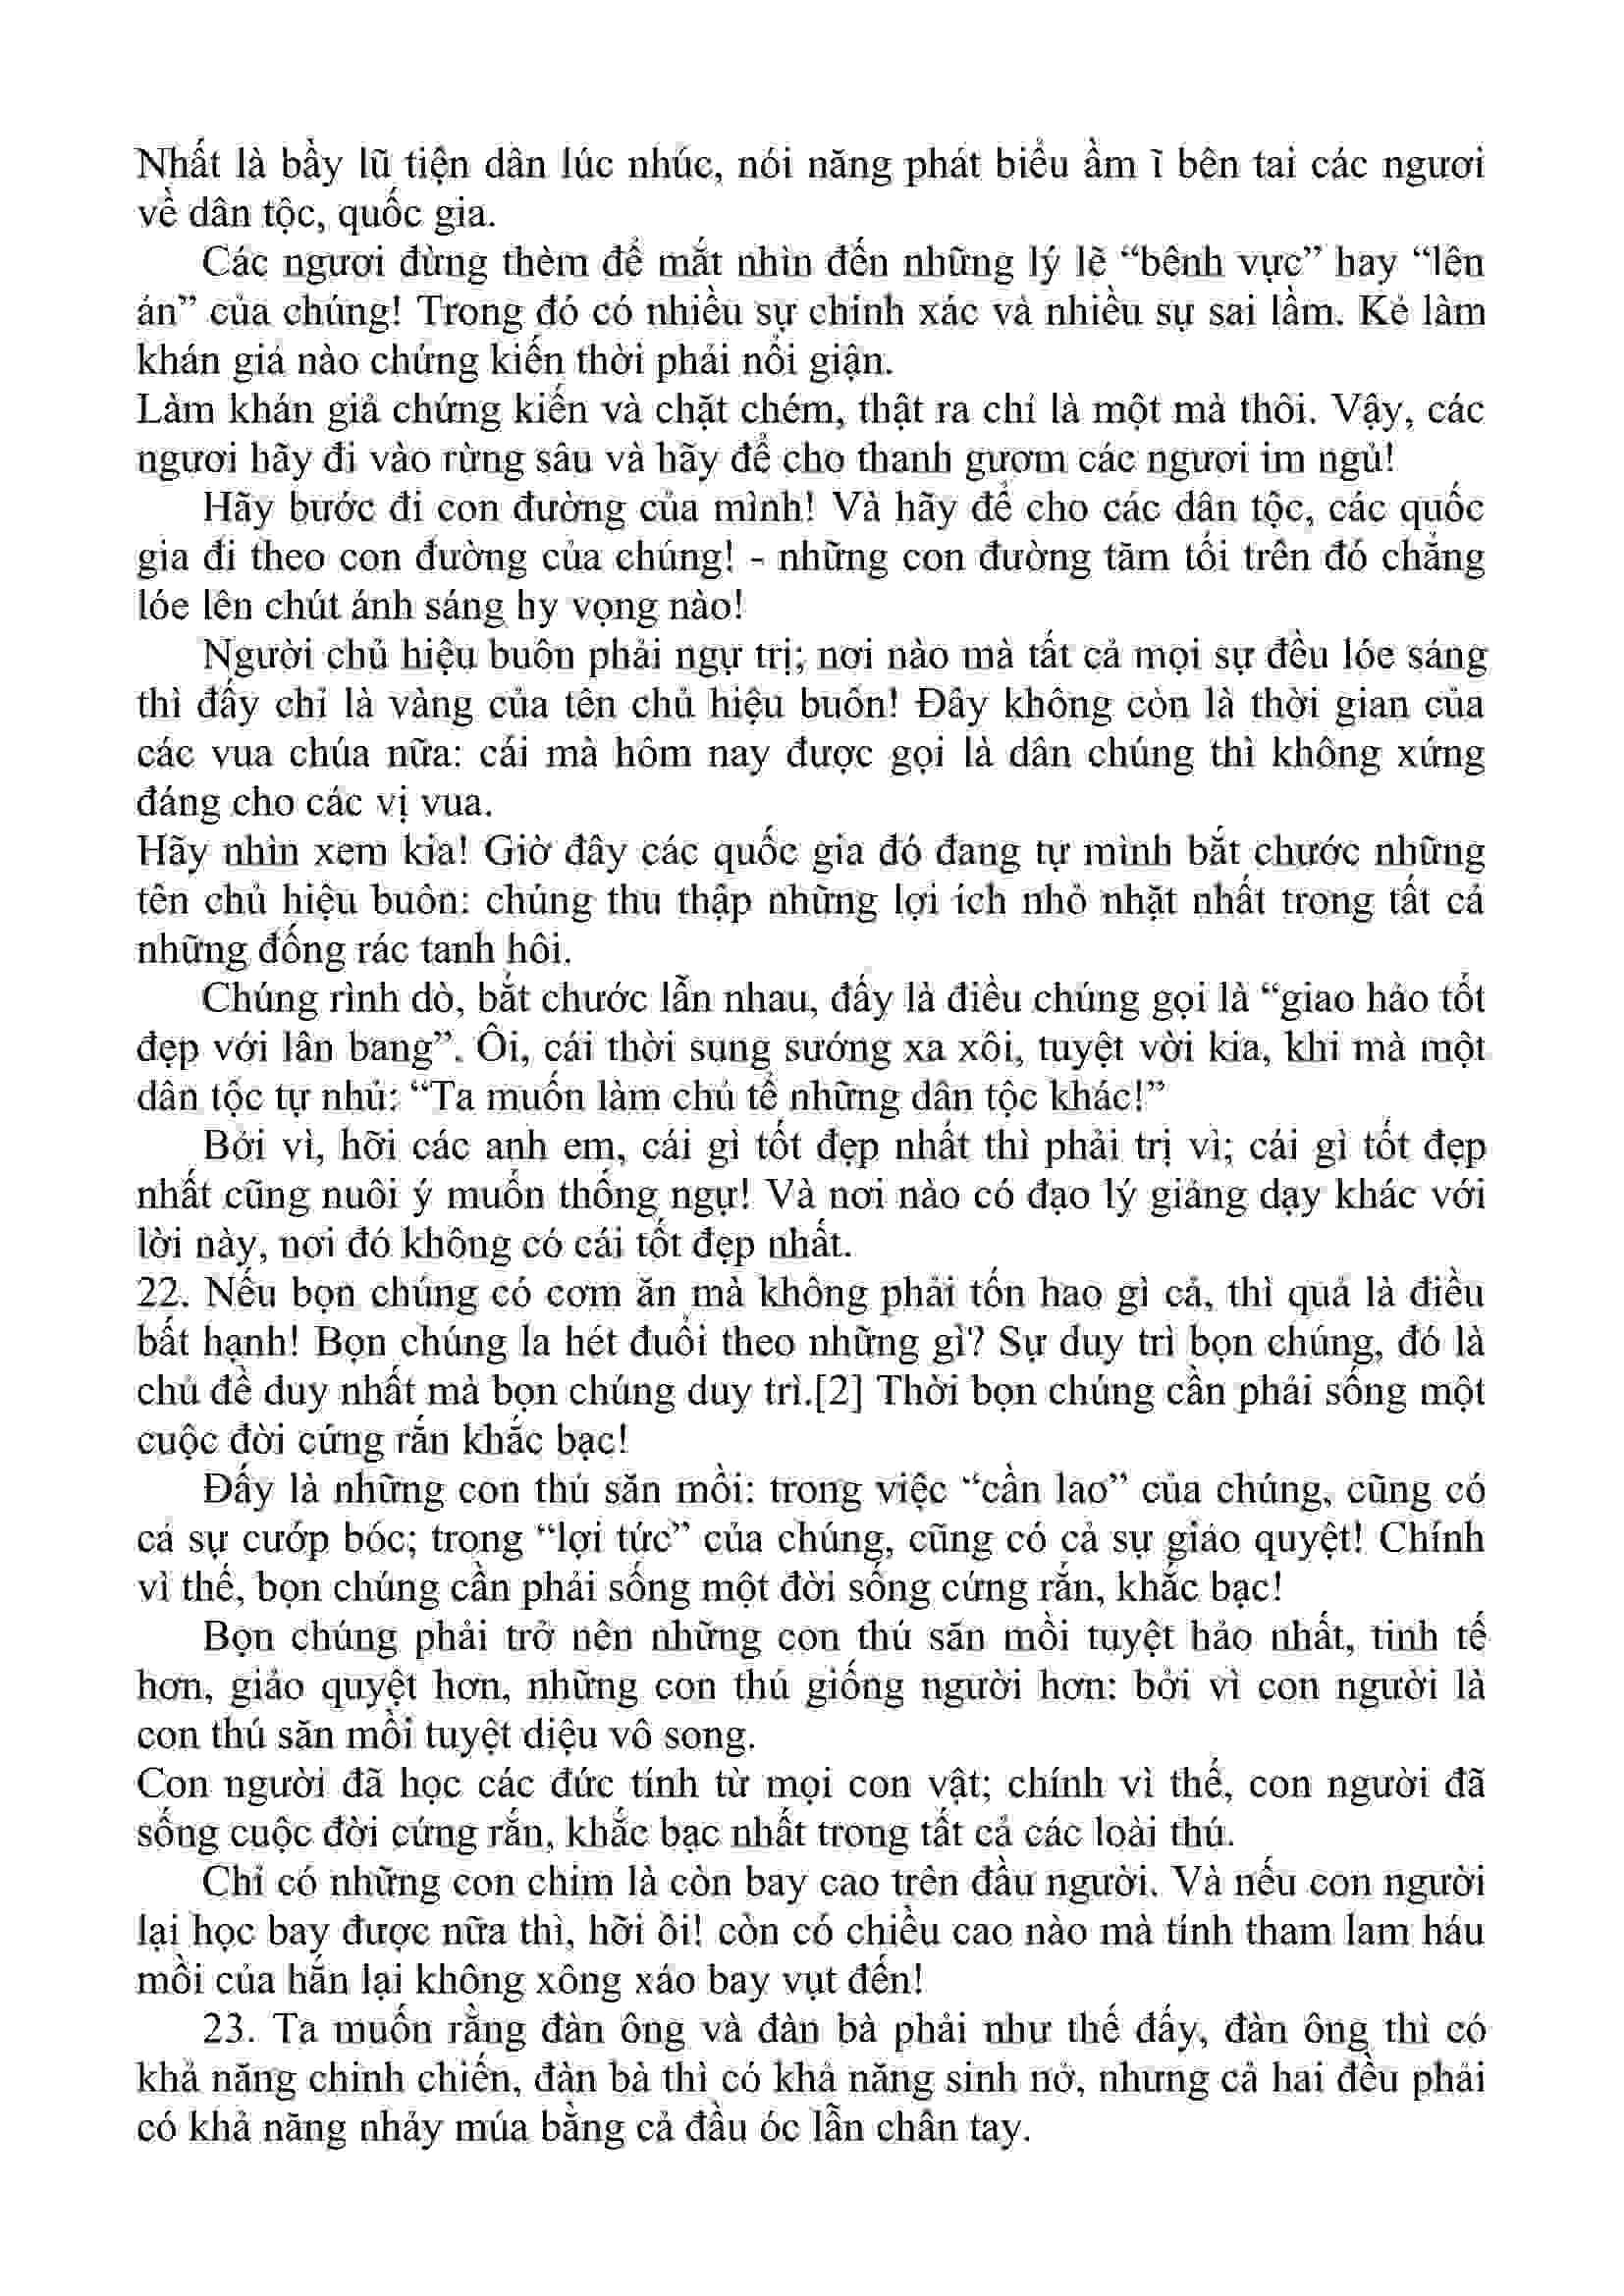 Nhất là bầy lũ tiện dân lúc nhúc, nói năng phát biểu ầm ĩ bên tai các ngươi
về dân tộc, quốc gia.
Các ngươi đừng thèm để mắt nhìn đến những lý lẽ “bênh vực” hay “lên
án” của chúng! Trong đó có nhiều sự chính xác và nhiều sự sai lầm. Kẻ làm
khán giả nào chứng kiến thời phải nổi giận.
Làm khán giả chứng kiến và chặt chém, thật ra chỉ là một mà thôi. Vậy, các
ngươi hãy đi vào rừng sâu và hãy để cho thanh gươm các ngươi im ngủ!
Hãy bước đi con đường của mình! Và hãy để cho các dân tộc, các quốc
gia đi theo con đường của chúng! - những con đường tăm tối trên đó chẳng
lóe lên chút ánh sáng hy vọng nào!
Người chủ hiệu buôn phải ngự trị; nơi nào mà tất cả mọi sự đều lóe sáng
thì đấy chỉ là vàng của tên chủ hiệu buôn! Đây không còn là thời gian của
các vua chúa nữa: cái mà hôm nay được gọi là dân chúng thì không xứng
đáng cho các vị vua.
Hãy nhìn xem kia! Giờ đây các quốc gia đó đang tự mình bắt chước những
tên chủ hiệu buôn: chúng thu thập những lợi ích nhỏ nhặt nhất trong tất cả
những đống rác tanh hôi.
Chúng rình dò, bắt chước lẫn nhau, đấy là điều chúng gọi là “giao hảo tốt
đẹp với lân bang”. Ôi, cái thời sung sướng xa xôi, tuyệt vời kia, khi mà một
dân tộc tự nhủ: “Ta muốn làm chủ tể những dân tộc khác!”
Bởi vì, hỡi các anh em, cái gì tốt đẹp nhất thì phải trị vì; cái gì tốt đẹp
nhất cũng nuôi ý muốn thống ngự! Và nơi nào có đạo lý giảng dạy khác với
lời này, nơi đó không có cái tốt đẹp nhất.
22. Nếu bọn chúng có cơm ăn mà không phải tốn hao gì cả, thì quả là điều
bất hạnh! Bọn chúng la hét đuổi theo những gì? Sự duy trì bọn chúng, đó là
chủ đề duy nhất mà bọn chúng duy trì.[2] Thời bọn chúng cần phải sống một
cuộc đời cứng rắn khắc bạc!
Đấy là những con thú săn mồi: trong việc “cần lao” của chúng, cũng có
cả sự cướp bóc; trong “lợi tức” của chúng, cũng có cả sự giảo quyệt! Chính
vì thế, bọn chúng cần phải sống một đời sống cứng rắn, khắc bạc!
Bọn chúng phải trở nên những con thú săn mồi tuyệt hảo nhất, tinh tế
hơn, giảo quyệt hơn, những con thú giống người hơn: bởi vì con người là
con thú săn mồi tuyệt diệu vô song.
Con người đã học các đức tính từ mọi con vật; chính vì thế, con người đã
sống cuộc đời cứng rắn, khắc bạc nhất trong tất cả các loài thú.
Chỉ có những con chim là còn bay cao trên đầu người. Và nếu con người
lại học bay được nữa thì, hỡi ôi! còn có chiều cao nào mà tính tham lam háu
mồi của hắn lại không xông xáo bay vụt đến!
23. Ta muốn rằng đàn ông và đàn bà phải như thế đấy, đàn ông thì có
khả năng chinh chiến, đàn bà thì có khả năng sinh nở, nhưng cả hai đều phải
có khả năng nhảy múa bằng cả đầu óc lẫn chân tay.